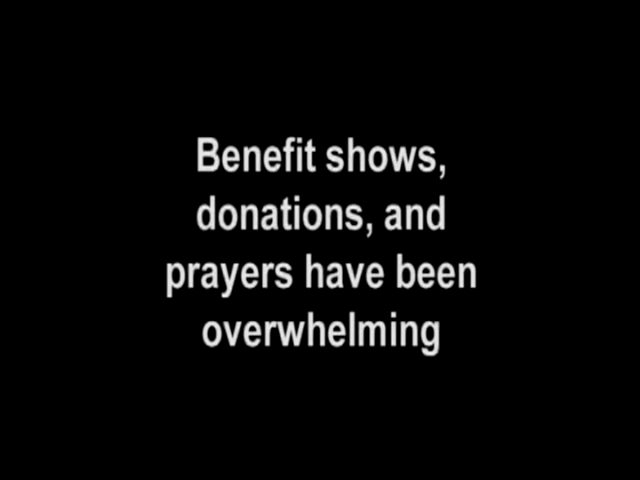 Benefit shows,
donations, and
prayers have been
overwhelming